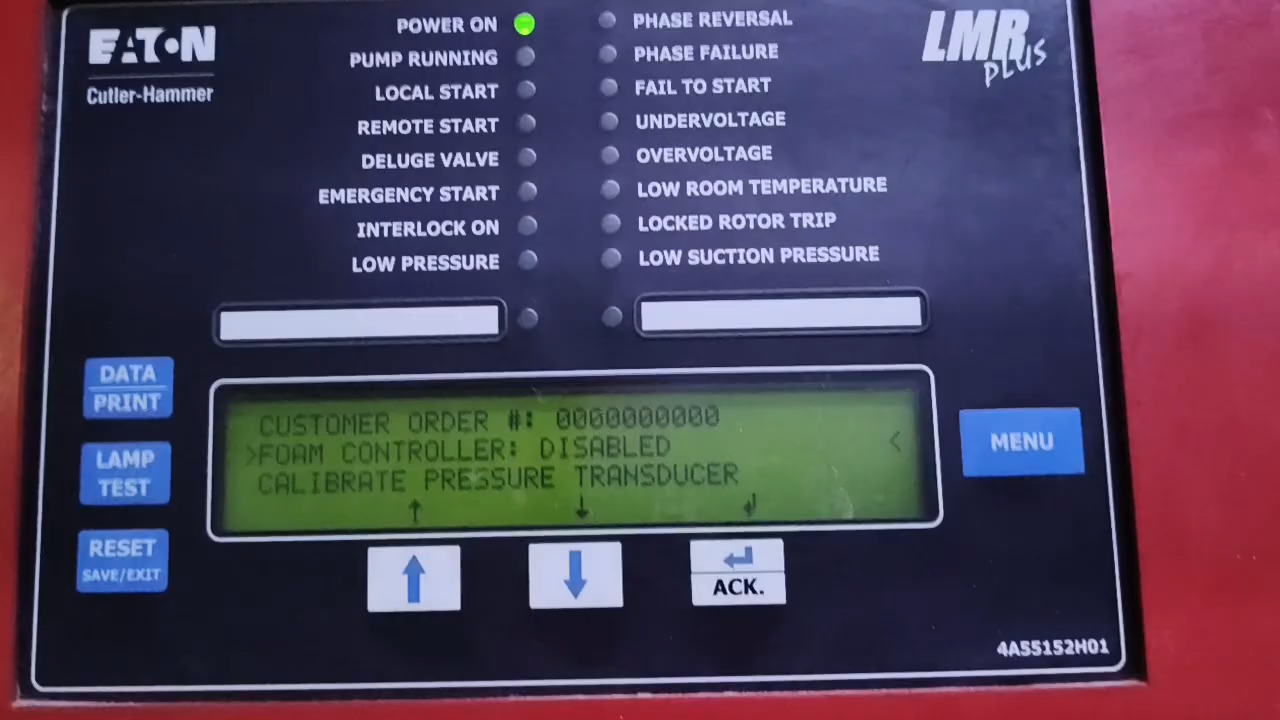 EATON
Cutler-Hammer
LMR
PLUS
POWER ON
PUMP RUNNING
LOCAL START
REMOTE START
DELUGE VALVE
EMERGENCY START
INTERLOCK ON
LOW PRESSURE
PHASE REVERSAL
PHASE FAILURE
FAIL TO START
UNDERVOLTAGE
OVERVOLTAGE
LOW ROOM TEMPERATURE
LOCKED ROTOR TRIP
LOW SUCTION PRESSURE
DATA
PRINT
LAMP
TEST
RESET
SAVE/EXIT
CUSTOMER ORDER #: 0000000000
>FOAM CONTROLLER: DISABLED <
CALIBRATE PRESSURE TRANSDUCER
↑ ↓ ↲
MENU
↑ ↓ ↲
ACK.
4A55152H01